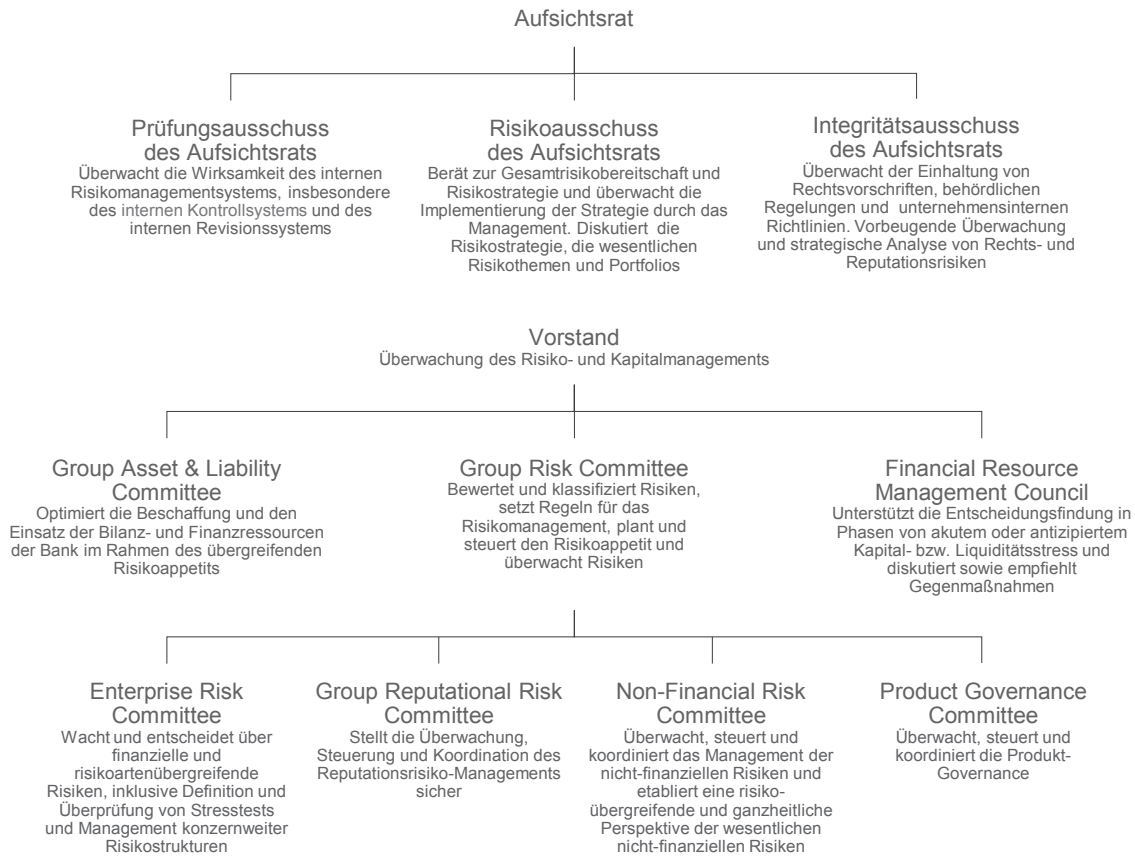 Aufsichtsrat
Prüfungsausschuss
des Aufsichtsrats
Überwacht die Wirksamkeit des internen
Risikomanagementsystems, insbesondere
des internen Kontrollsystems und des
internen Revisionssystems
Risikoausschuss
des Aufsichtsrats
Berät zur Gesamtrisikobereitschaft und
Risikostrategie und überwacht die
Implementierung der Strategie durch das
Management. Diskutiert die
Risikostrategie, die wesentlichen
Risikothemen und Portfolios
Integritätsausschuss
des Aufsichtsrats
Überwacht der Einhaltung von
Rechtsvorschriften, behördlichen
Regelungen und unternehmensinternen
Richtlinien. Vorbeugende Überwachung
und strategische Analyse von Rechts- und
Reputationsrisiken
Vorstand
Überwachung des Risiko- und Kapitalmanagements
Group Asset & Liability
Committee
Optimiert die Beschaffung und den
Einsatz der Bilanz- und Finanzressourcen
der Bank im Rahmen des übergreifenden
Risikoappetits
Group Risk Committee
Bewertet und klassifiziert Risiken,
setzt Regeln für das
Risikomanagement, plant und
steuert den Risikoappetit und
überwacht Risiken
Financial Resource
Management Council
Unterstützt die Entscheidungsfindung in
Phasen von akutem oder antizipiertem
Kapital- bzw. Liquiditätsstress und
diskutiert sowie empfiehlt
Gegenmaßnahmen
Enterprise Risk
Committee
Wacht und entscheidet über
finanzielle und
risikoartenübergreifende
Risiken, inklusive Definition und
Überprüfung von Stresstests
und Management konzernweiter
Risikostrukturen
Group Reputational Risk
Committee
Stellt die Überwachung,
Steuerung und Koordination des
Reputationsrisiko-Managements
sicher
Non-Financial Risk
Committee
Überwacht, steuert und
koordiniert das Management der
nicht-finanziellen Risiken und
etabliert eine risiko-
übergreifende und ganzheitliche
Perspektive der wesentlichen
nicht-finanziellen Risiken
Product Governance
Committee
Überwacht, steuert und
koordiniert die Produkt-
Governance